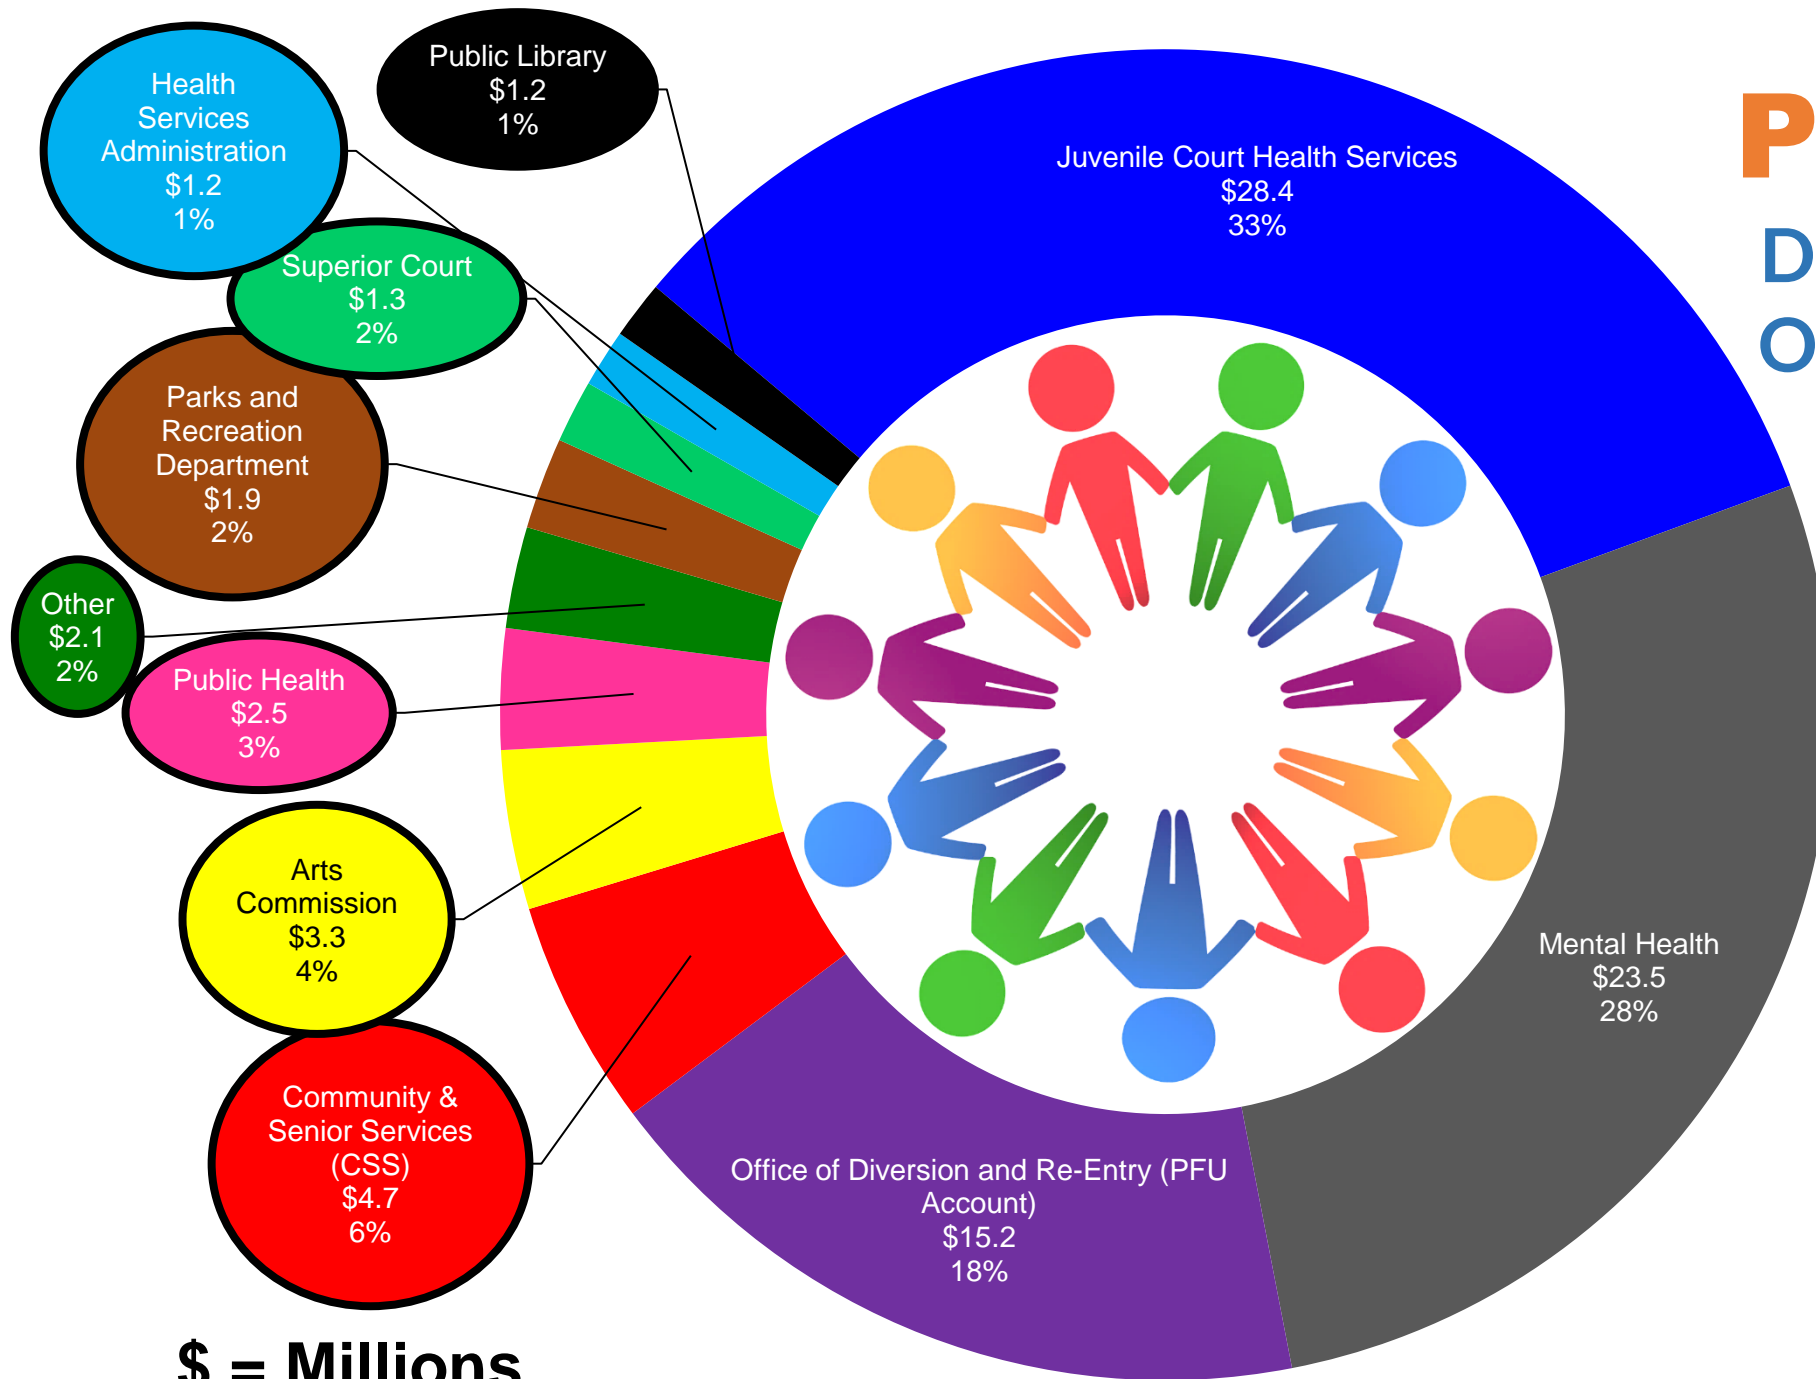 Public Library
$1.2
1%
Health
Services
Administration
$1.2
1%
Juvenile Court Health Services
$28.4
33%
P
D
O
Superior Court
$1.3
2%
Parks and
Recreation
Department
$1.9
2%
Other
$2.1
2%
Public Health
$2.5
3%
Arts
Commission
$3.3
4%
Mental Health
$23.5
28%
Community &
Senior Services
(CSS)
$4.7
6%
Office of Diversion and Re-Entry (PFU
Account)
$15.2
18%
$ = Millions